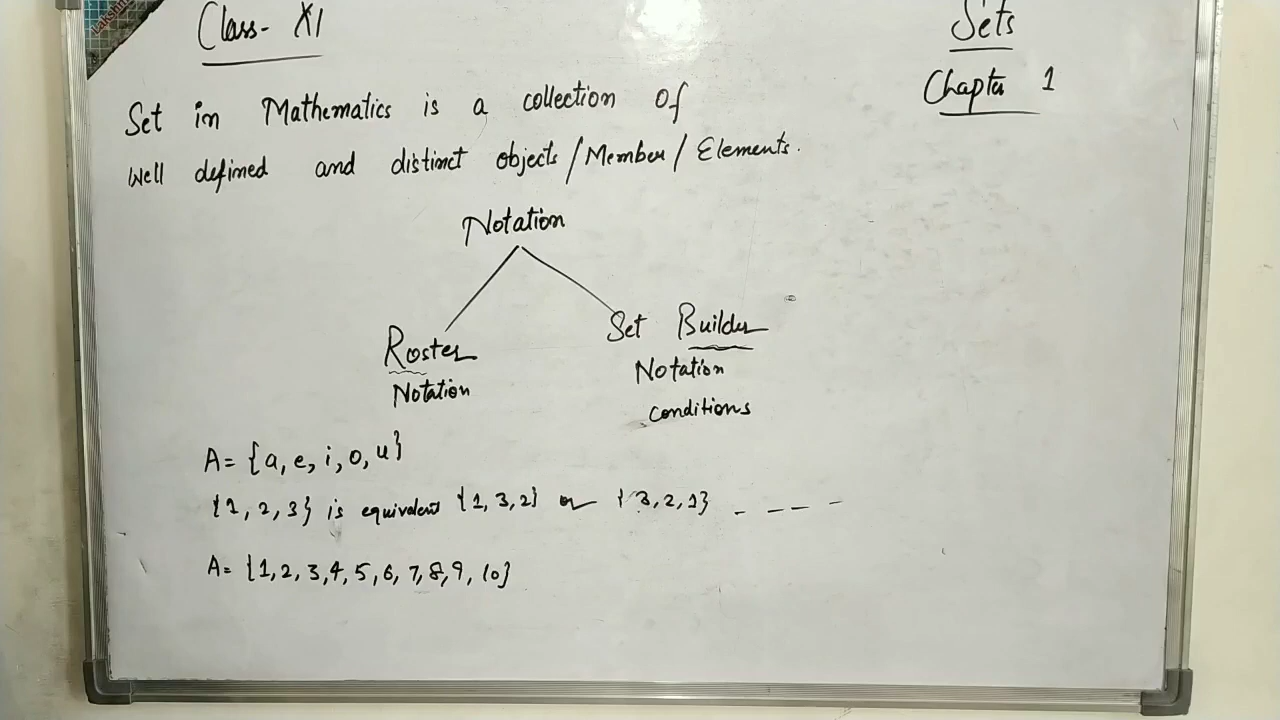 Class- XI
Sets
Chapter 1
Set in Mathematics is a collection of
well defined and distinct objects/Member/Elements.
Notation
Roster
Notation
Set Builder
Notation
conditions
A= {a, e, i, o, u}
{1, 2, 3} is equivalent {1, 3, 2} or {3, 2, 1} - - - -
A= {1, 2, 3, 4, 5, 6, 7, 8, 9, 10}